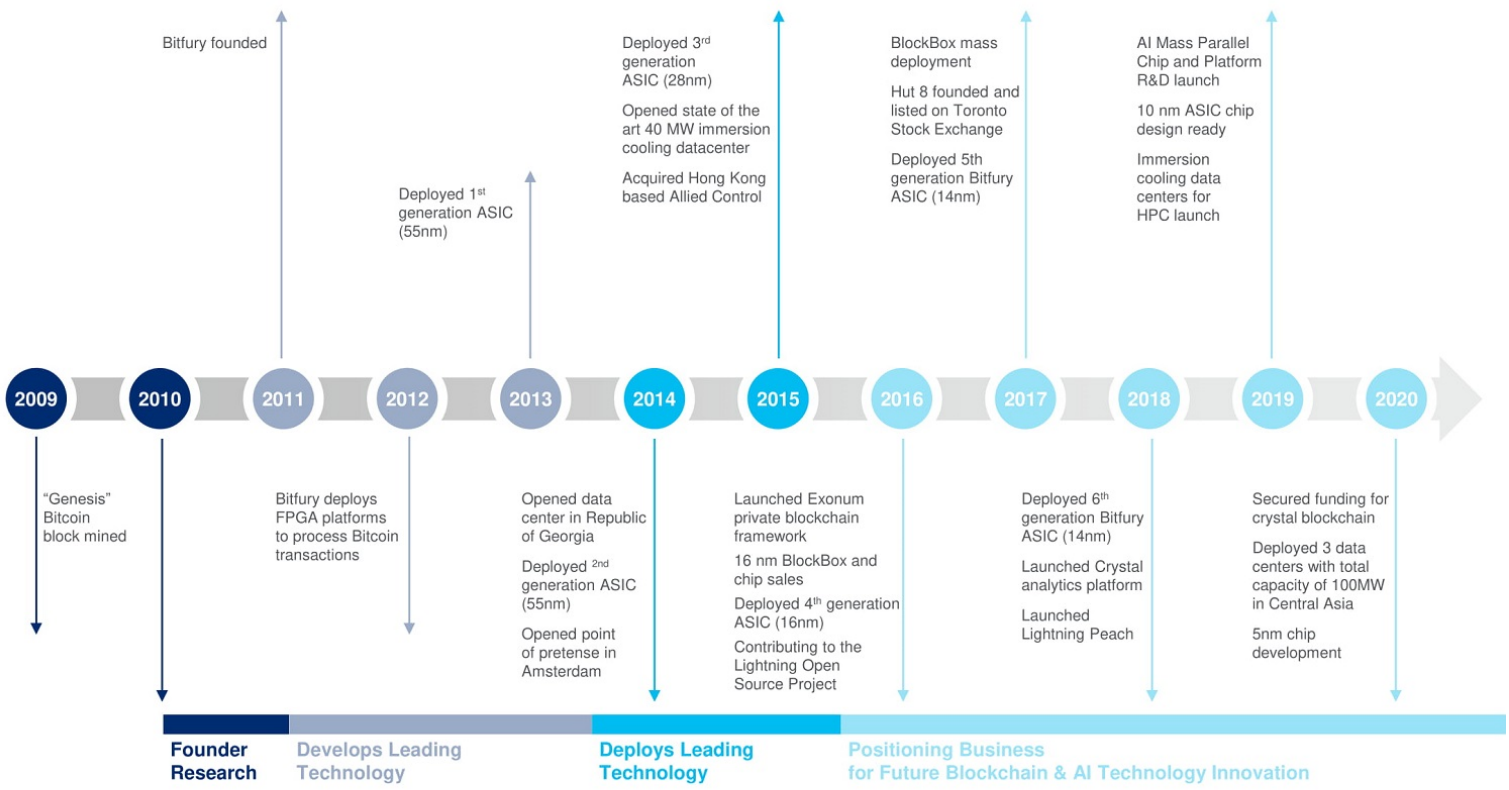 Bitfury founded
Deployed 1st
generation ASIC
(55nm)
Deployed 3rd
generation
ASIC (28nm)
Opened state of the
art 40 MW immersion
cooling datacenter
Acquired Hong Kong
based Allied Control
BlockBox mass
deployment
Hut 8 founded and
listed on Toronto
Stock Exchange
Deployed 5th
generation Bitfury
ASIC (14nm)
AI Mass Parallel
Chip and Platform
R&D launch
10 nm ASIC chip
design ready
Immersion
cooling data
centers for
HPC launch
2009
2010
2011
2012
2013
2014
2015
2016
2017
2018
2019
2020
“Genesis”
Bitcoin
block mined
Bitfury deploys
FPGA platforms
to process Bitcoin
transactions
Opened data
center in Republic
of Georgia
Deployed 2nd
generation ASIC
(55nm)
Opened point
of pretense in
Amsterdam
Launched Exonum
private blockchain
framework
16 nm BlockBox and
chip sales
Deployed 4th generation
ASIC (16nm)
Contributing to the
Lightning Open
Source Project
Deployed 6th
generation Bitfury
ASIC (14nm)
Launched Crystal
analytics platform
Launched
Lightning Peach
Secured funding for
crystal blockchain
Deployed 3 data
centers with total
capacity of 100MW
in Central Asia
5nm chip
development
Founder
Research
Develops Leading
Technology
Deploys Leading
Technology
Positioning Business
for Future Blockchain & AI Technology Innovation